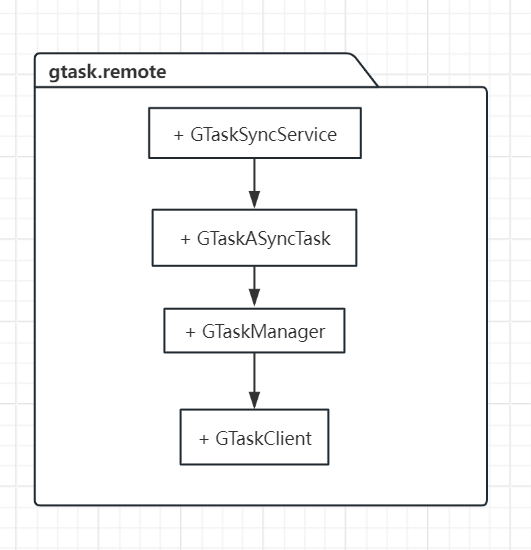 gtask.remote
+ GTaskSyncService
+ GTaskASyncTask
+ GTaskManager
+ GTaskClient